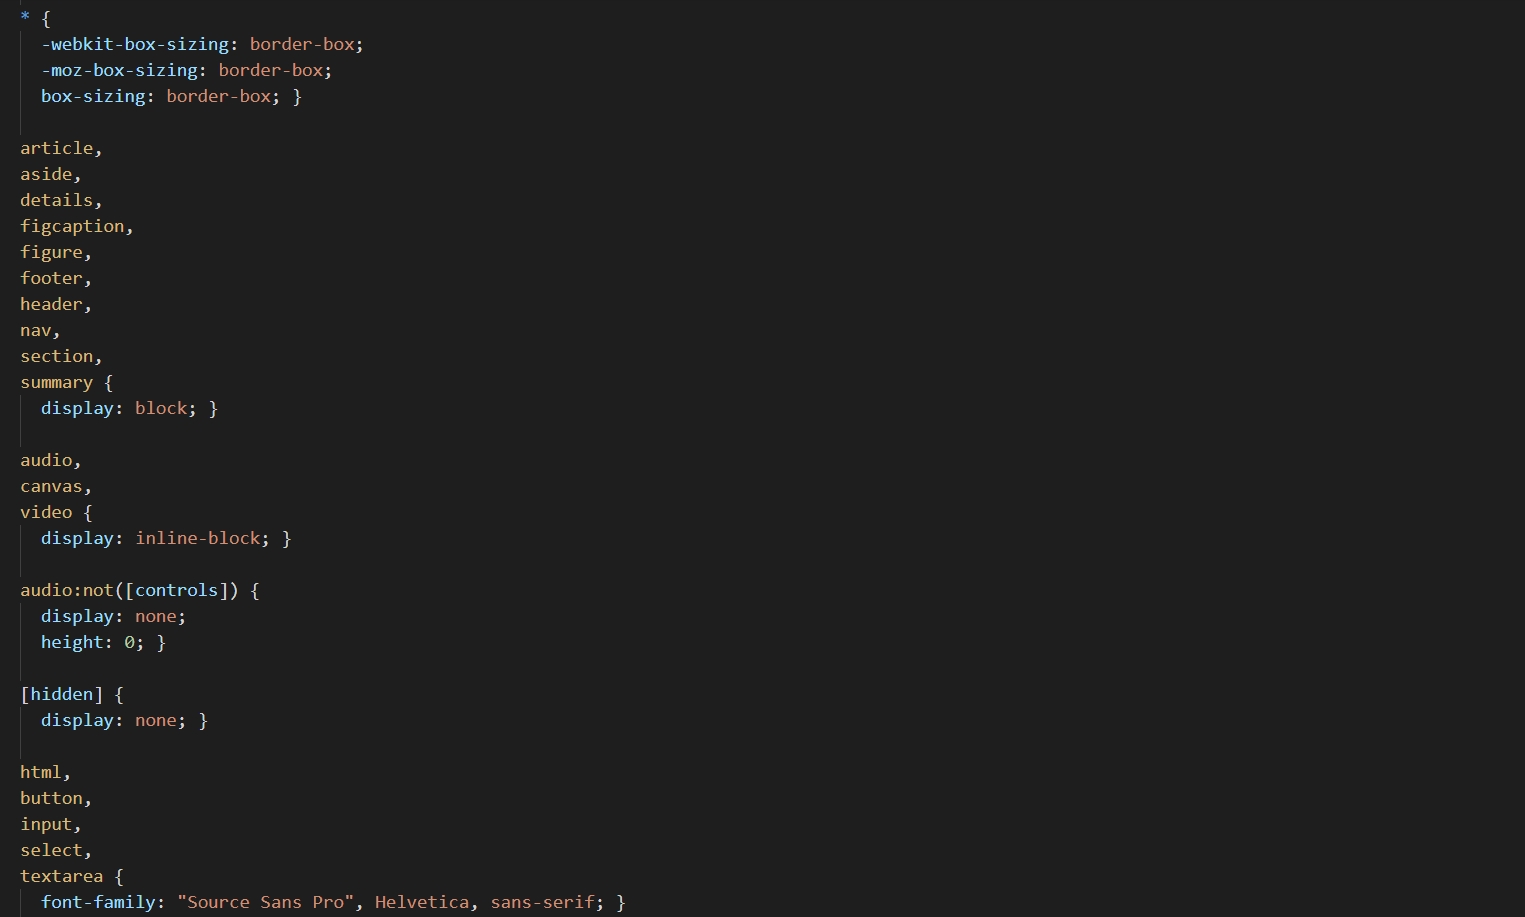 * {
  -webkit-box-sizing: border-box;
  -moz-box-sizing: border-box;
  box-sizing: border-box; }

article,
aside,
details,
figcaption,
figure,
footer,
header,
nav,
section,
summary {
  display: block; }

audio,
canvas,
video {
  display: inline-block; }

audio:not([controls]) {
  display: none;
  height: 0; }

[hidden] {
  display: none; }

html,
button,
input,
select,
textarea {
  font-family: "Source Sans Pro", Helvetica, sans-serif; }